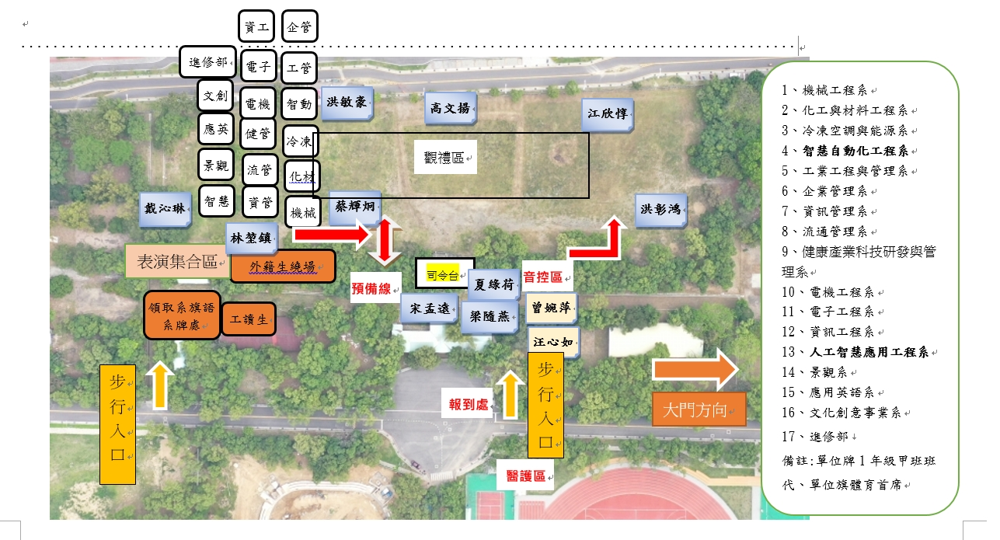 資工
企管
進修部
電子
工管
文創
電機
智動
洪敏豪
高文揚
江欣惇
應英
健管
冷凍
觀禮區
景觀
流管
化材
智慧
資管
機械
戴沁琳
蔡輝炯
洪彰鴻
林堃鎮
表演集合區
外籍生繞場
預備線
司令台
夏綠荷
音控區
領取系旗語
系牌處
工讀生
宋孟遠
梁隨燕
曾婉萍
汪心如
步
行
入
口
報到處
步
行
入
口
大門方向
醫護區
1、機械工程系
2、化工與材料工程系
3、冷凍空調與能源系
4、智慧自動化工程系
5、工業工程與管理系
6、企業管理系
7、資訊管理系
8、流通管理系
9、健康產業科技研發與管
理系
10、電機工程系
11、電子工程系
12、資訊工程系
13、人工智慧應用工程系
14、景觀系
15、應用英語系
16、文化創意事業系
17、進修部
備註:單位牌1年級甲班班
代、單位旗體育首席